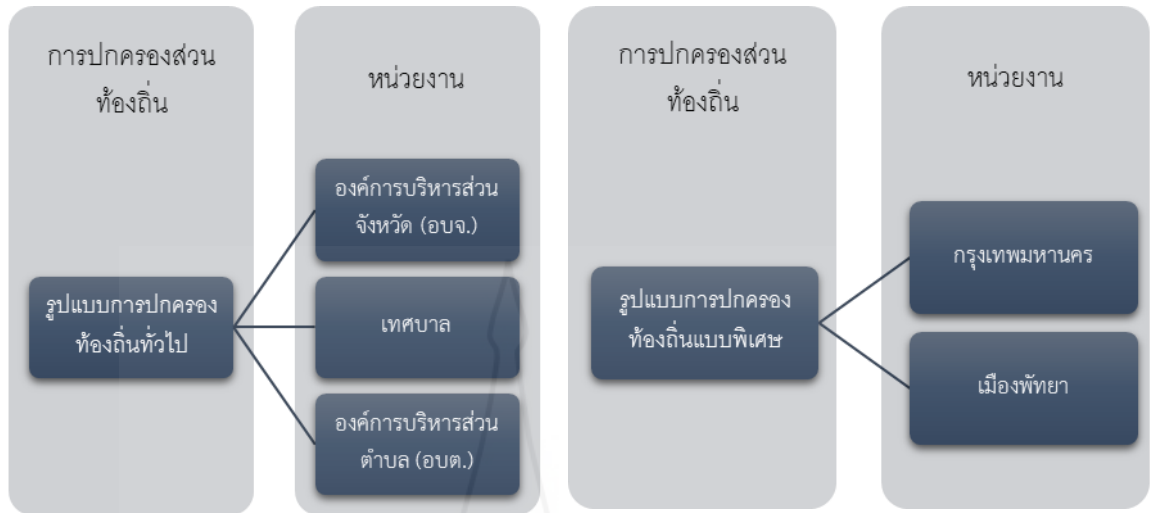 การปกครองส่วน
ท้องถิ่น
หน่วยงาน
รูปแบบการปกครอง
ท้องถิ่นทั่วไป
องค์การบริหารส่วน
จังหวัด (อบจ.)
เทศบาล
องค์การบริหารส่วน
ตำบล (อบต.)
การปกครองส่วน
ท้องถิ่น
หน่วยงาน
รูปแบบการปกครอง
ท้องถิ่นแบบพิเศษ
กรุงเทพมหานคร
เมืองพัทยา